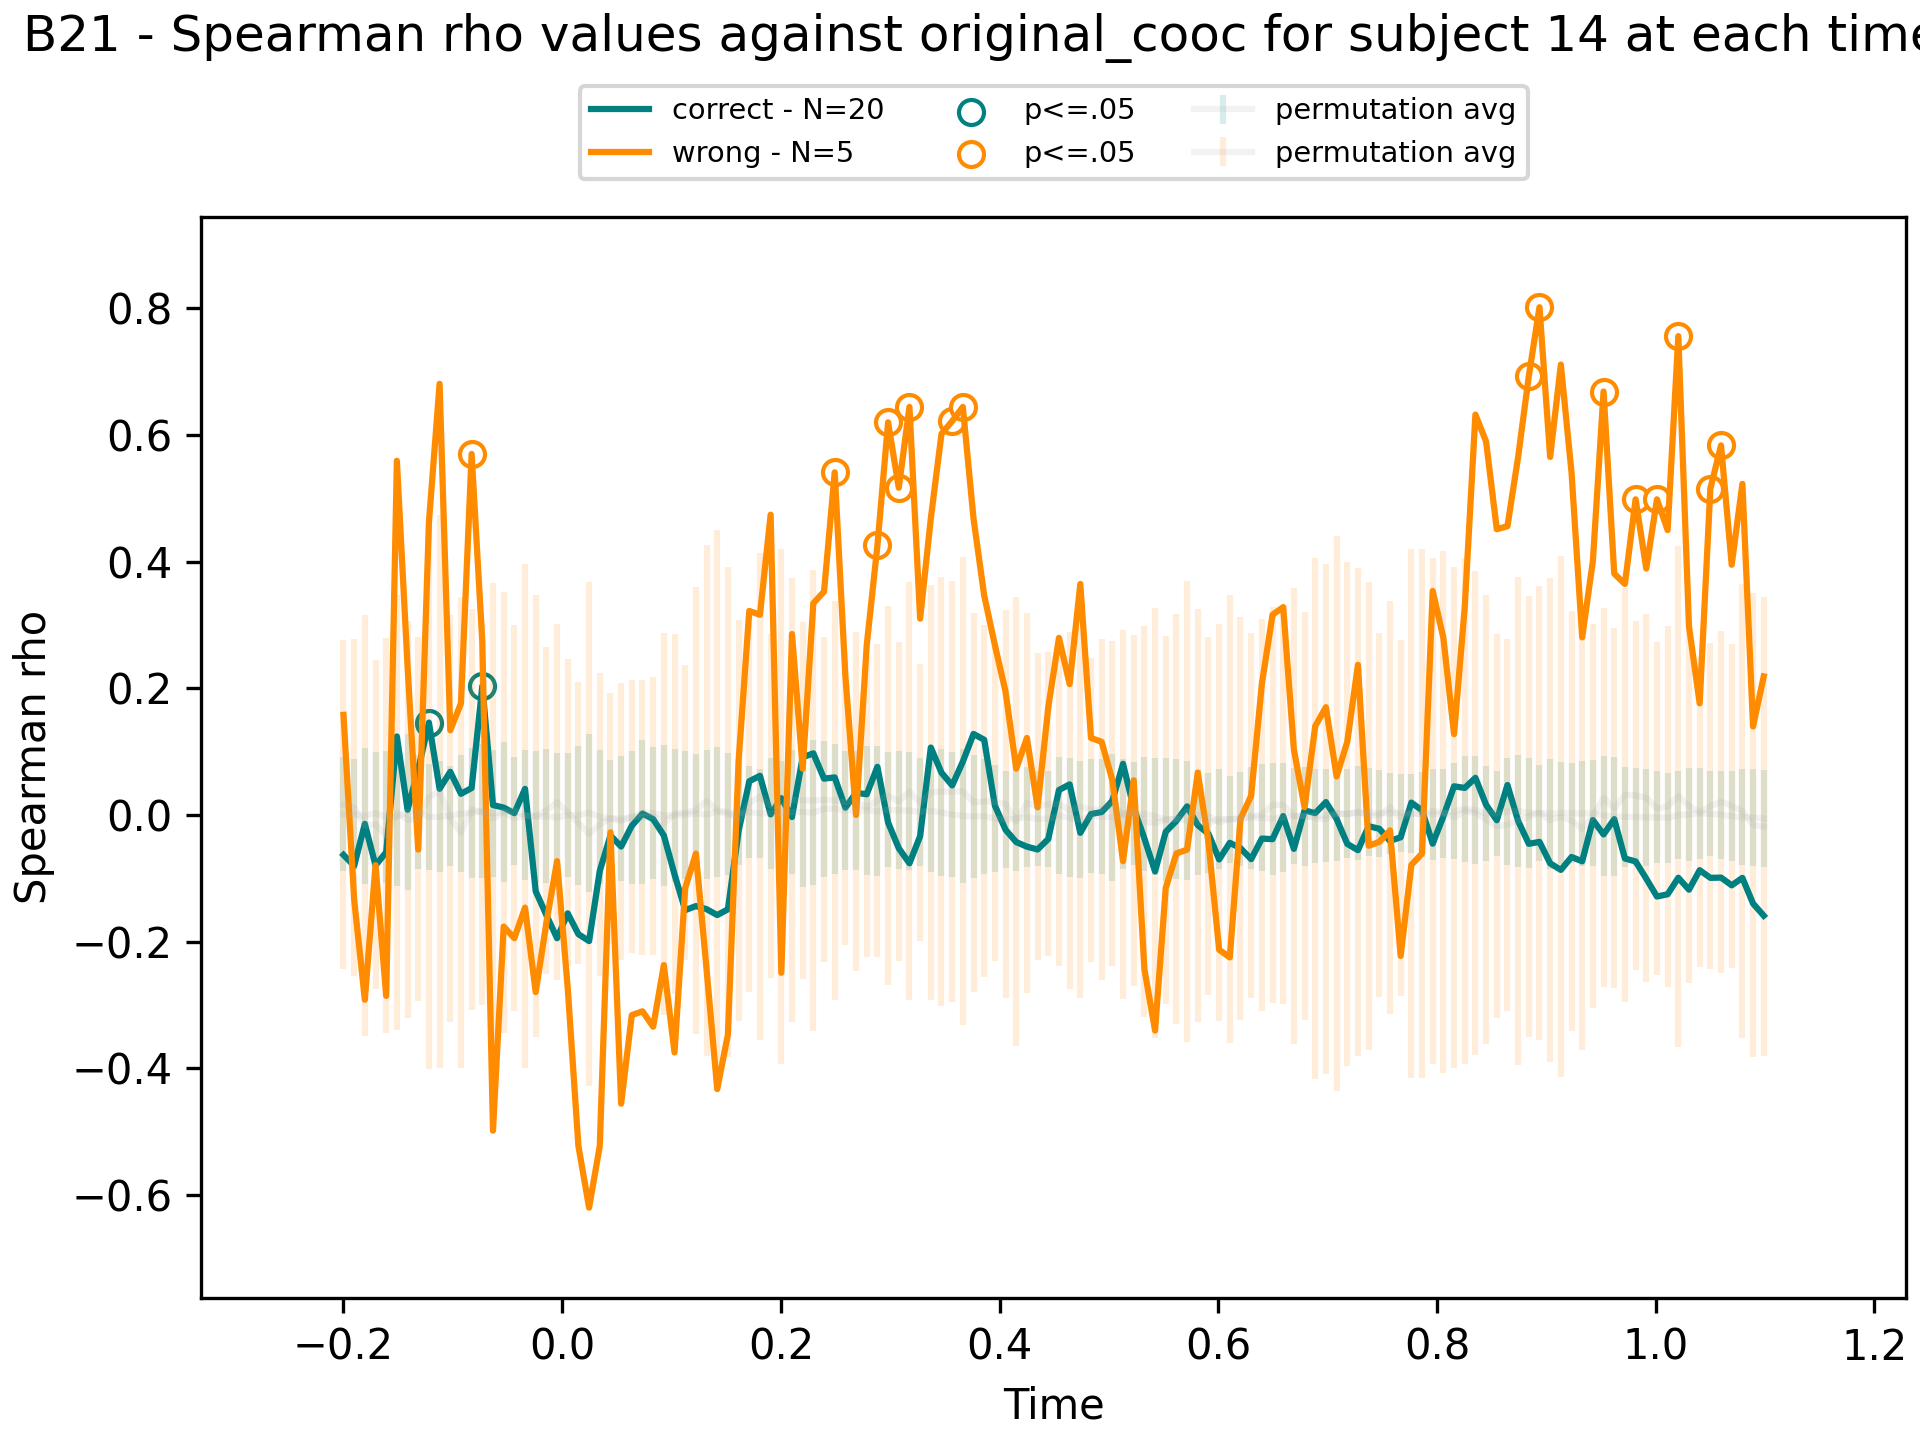 B21 - Spearman rho values against original_cooc for subject 14 at each time
correct - N=20 p<=.05 permutation avg
wrong - N=5 p<=.05 permutation avg
0.8
0.6
0.4
0.2
0.0
−0.2
−0.4
−0.6
Spearman rho
−0.2 0.0 0.2 0.4 0.6 0.8 1.0 1.2
Time